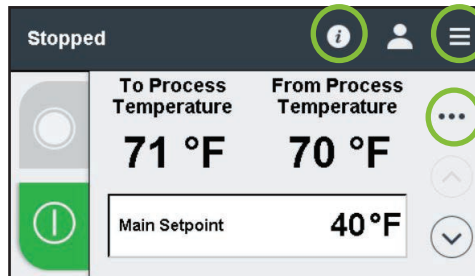 Stopped
To Process From Process
Temperature Temperature
71 °F 70 °F
Main Setpoint 40°F